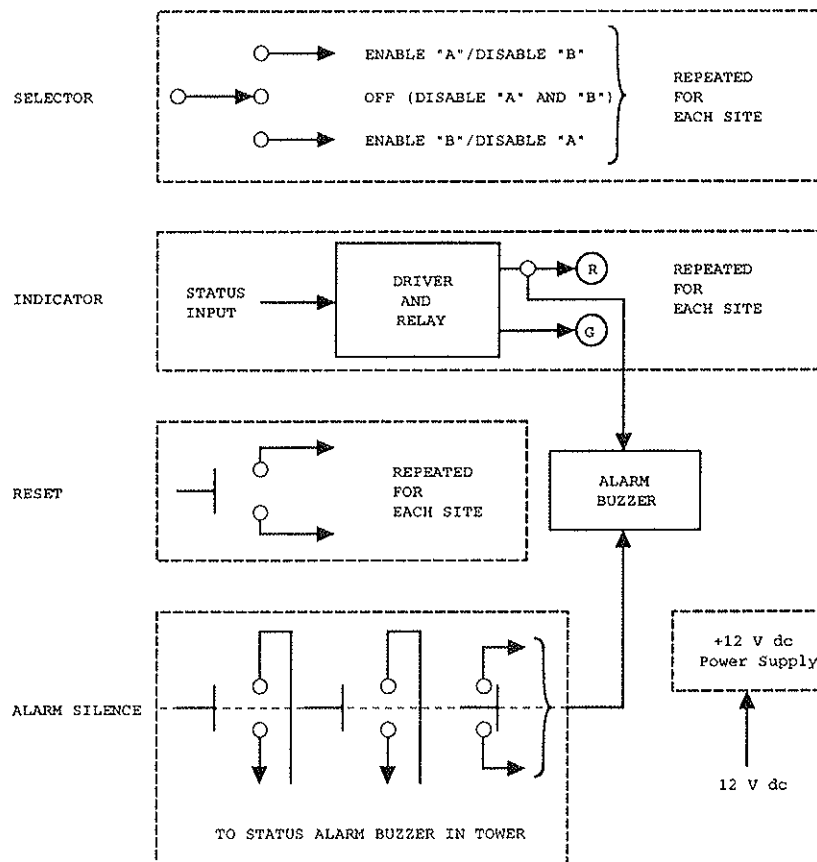 SELECTOR
ENABLE "A"/DISABLE "B"
OFF (DISABLE "A" AND "B")
ENABLE "B"/DISABLE "A"
REPEATED
FOR
EACH SITE
INDICATOR
STATUS
INPUT
DRIVER
AND
RELAY
R
G
REPEATED
FOR
EACH SITE
RESET
REPEATED
FOR
EACH SITE
ALARM
BUZZER
ALARM SILENCE
TO STATUS ALARM BUZZER IN TOWER
+12 V dc
Power Supply
12 V dc